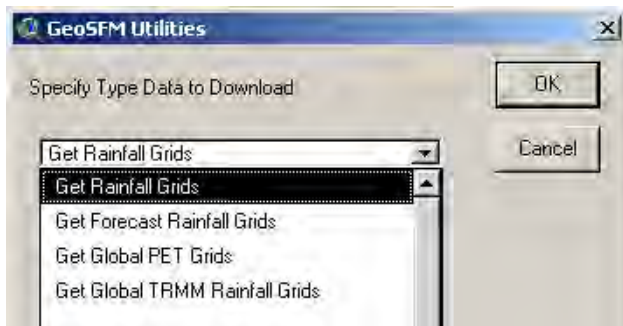 GeoSFM Utilities
Specify Type Data to Download
OK
Get Rainfall Grids
Cancel
Get Rainfall Grids
Get Forecast Rainfall Grids
Get Global PET Grids
Get Global TRMM Rainfall Grids